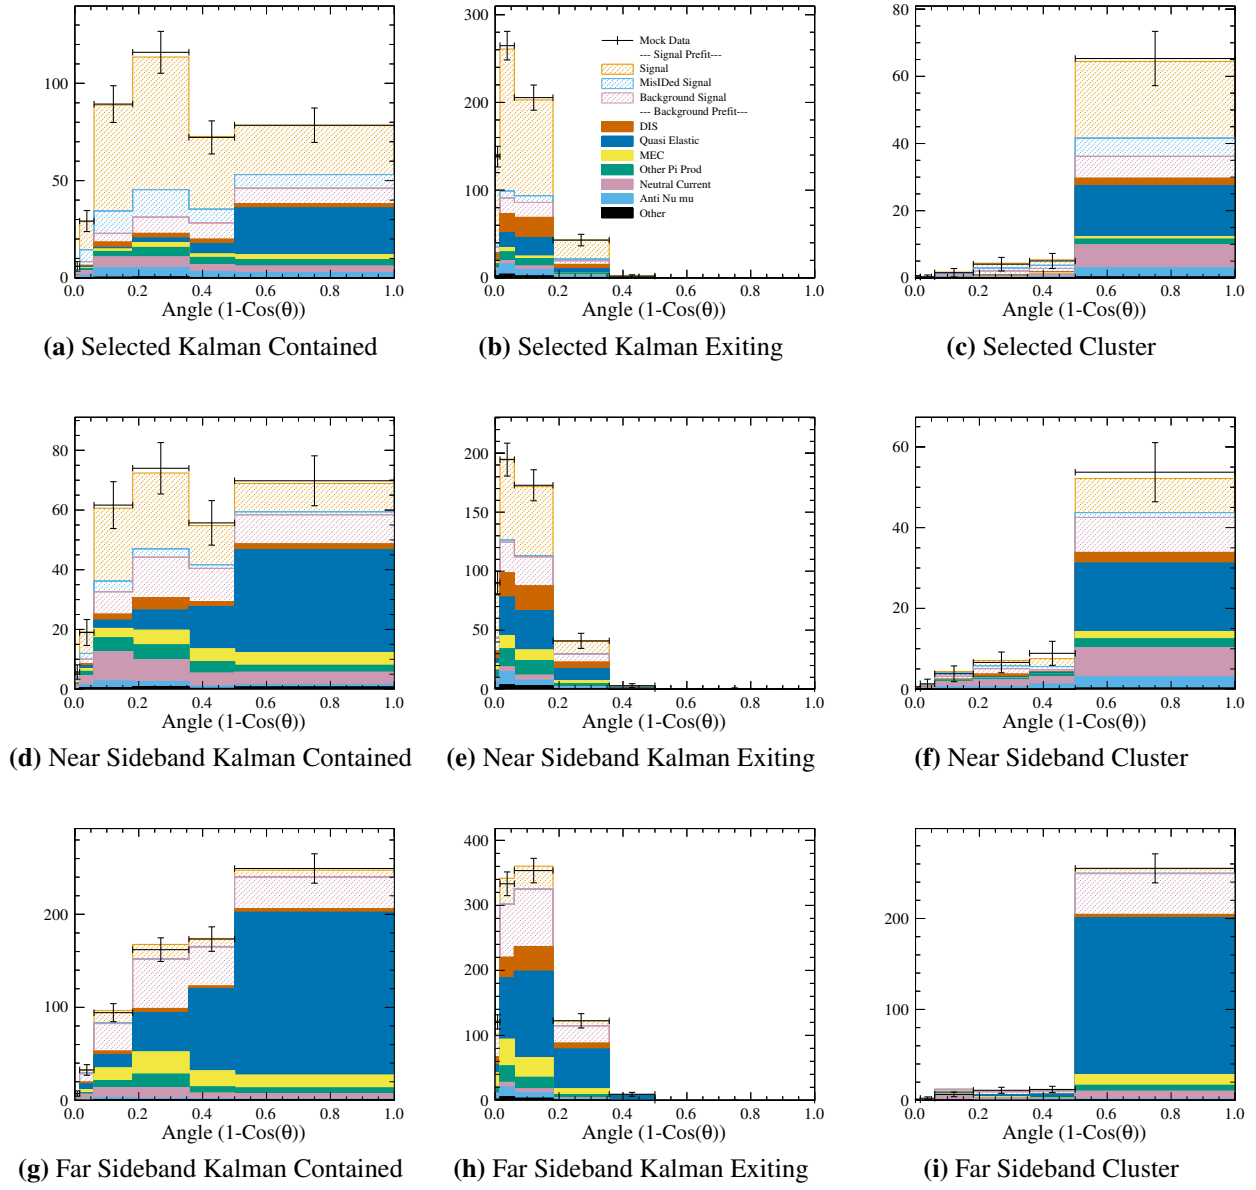 100
50
0
0.0 0.2 0.4 0.6 0.8 1.0
Angle (1-Cos(θ))
(a) Selected Kalman Contained
300
200
100
0
Mock Data
--- Signal Prefit---
Signal
MisIDed Signal
Background Signal
--- Background Prefit---
DIS
Quasi Elastic
MEC
Other Pi Prod
Neutral Current
Anti Nu mu
Other
0.0 0.2 0.4 0.6 0.8 1.0
Angle (1-Cos(θ))
(b) Selected Kalman Exiting
80
60
40
20
0
0.0 0.2 0.4 0.6 0.8 1.0
Angle (1-Cos(θ))
(c) Selected Cluster
80
60
40
20
0
0.0 0.2 0.4 0.6 0.8 1.0
Angle (1-Cos(θ))
(d) Near Sideband Kalman Contained
200
150
100
50
0
0.0 0.2 0.4 0.6 0.8 1.0
Angle (1-Cos(θ))
(e) Near Sideband Kalman Exiting
60
40
20
0
0.0 0.2 0.4 0.6 0.8 1.0
Angle (1-Cos(θ))
(f) Near Sideband Cluster
200
100
0
0.0 0.2 0.4 0.6 0.8 1.0
Angle (1-Cos(θ))
(g) Far Sideband Kalman Contained
400
300
200
100
0
0.0 0.2 0.4 0.6 0.8 1.0
Angle (1-Cos(θ))
(h) Far Sideband Kalman Exiting
200
100
0
0.0 0.2 0.4 0.6 0.8 1.0
Angle (1-Cos(θ))
(i) Far Sideband Cluster